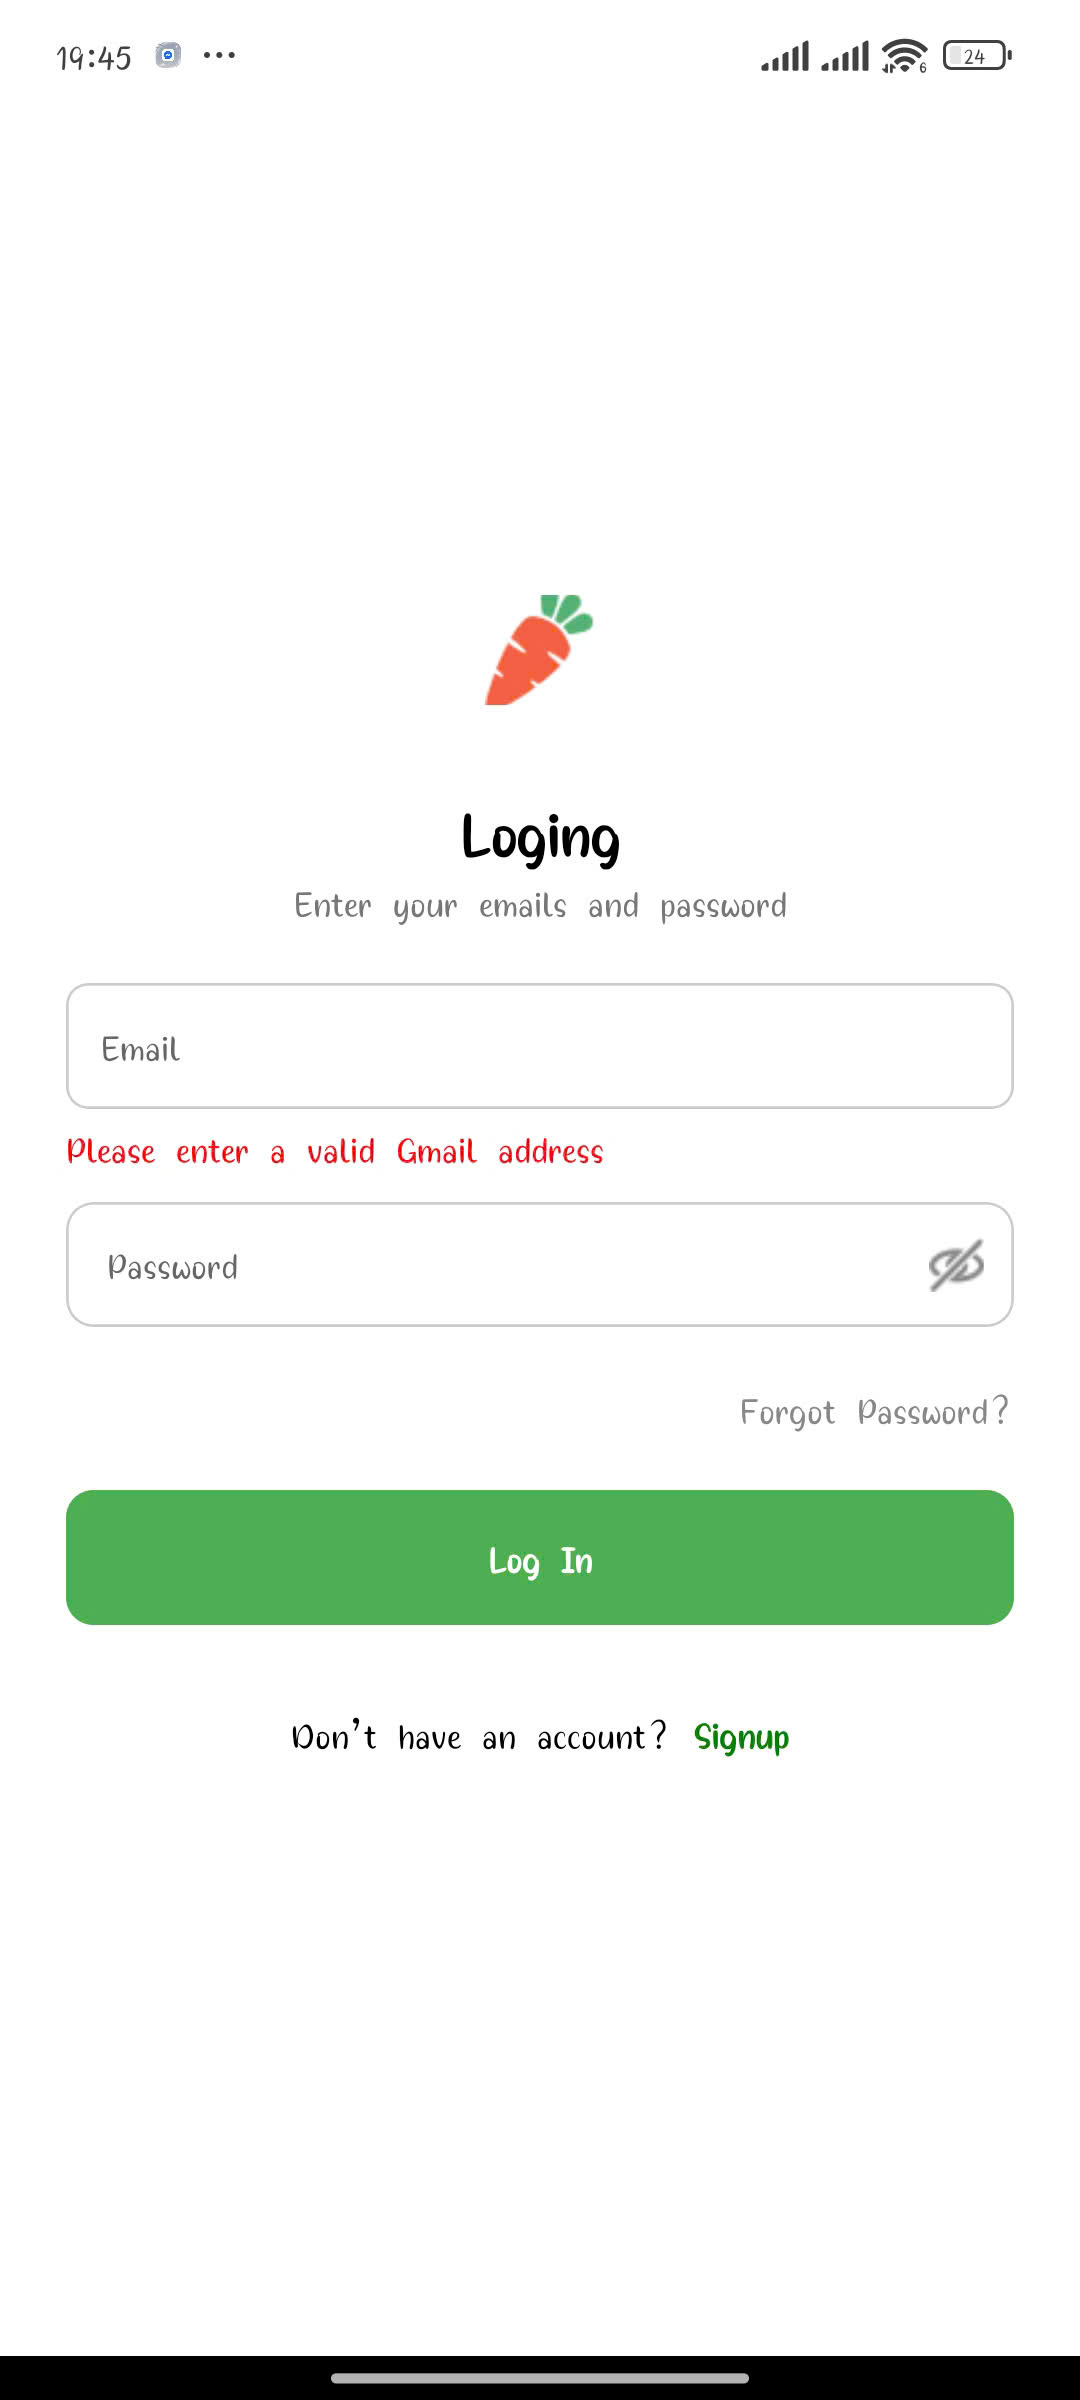 19:45
6
24
Loging
Enter your emails and password
Email
Please enter a valid Gmail address
Password
Forgot Password?
Log In
Don't have an account? Signup